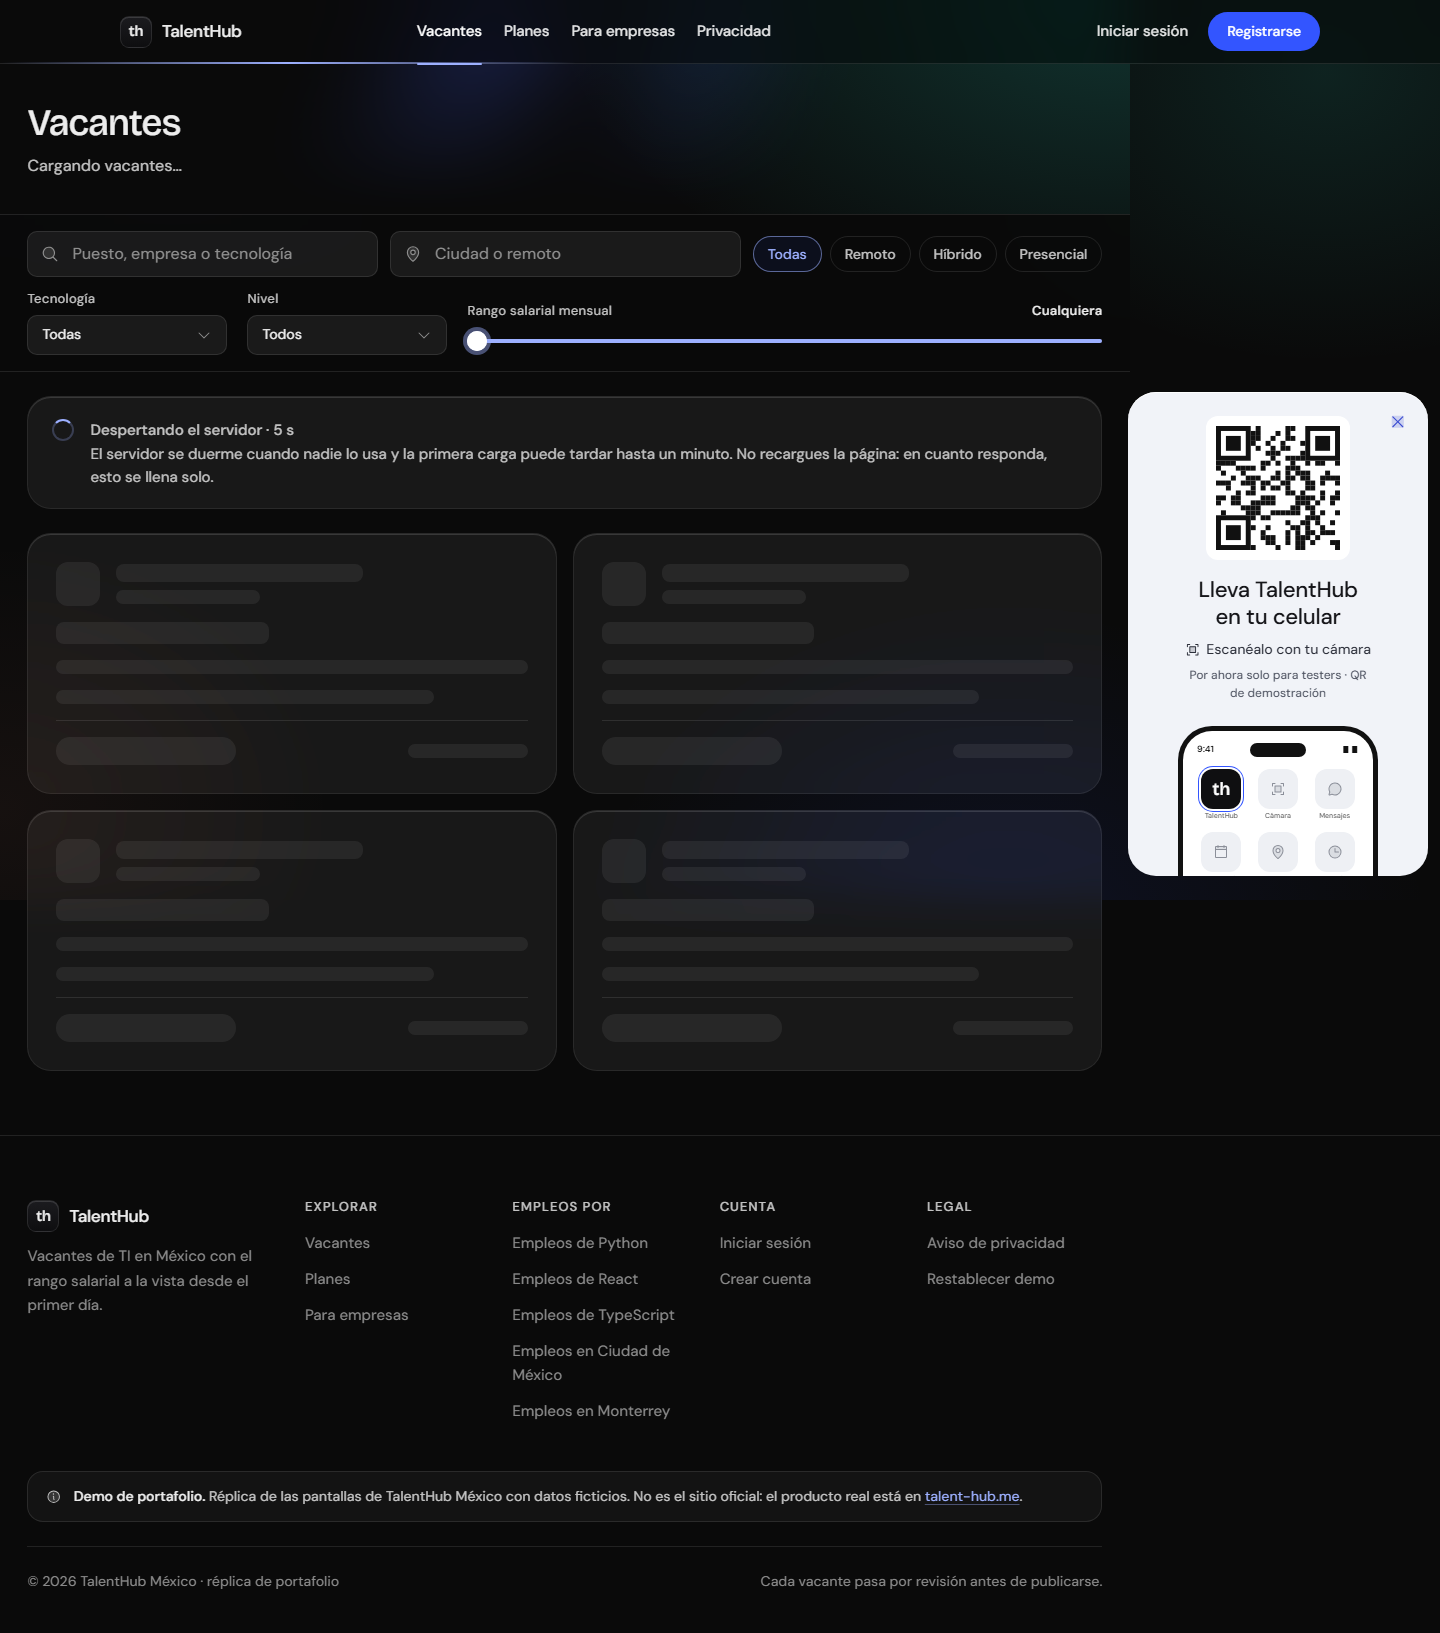 th TalentHub
Vacantes Planes Para empresas Privacidad
Iniciar sesión Registrarse
Vacantes
Cargando vacantes…
Puesto, empresa o tecnología
Ciudad o remoto
Todas Remoto Híbrido Presencial
Tecnología
Todas
Nivel
Todos
Rango salarial mensual Cualquiera
Despertando el servidor · 5 s
El servidor se duerme cuando nadie lo usa y la primera carga puede tardar hasta un minuto. No recargues la página: en cuanto responda,
esto se llena solo.
Lleva TalentHub
en tu celular
Escanéalo con tu cámara
Por ahora solo para testers · QR
de demostración
9:41
th
TalentHub Cámara Mensajes
th TalentHub
Vacantes de TI en México con el
rango salarial a la vista desde el
primer día.
EXPLORAR
Vacantes
Planes
Para empresas
EMPLEOS POR
Empleos de Python
Empleos de React
Empleos de TypeScript
Empleos en Ciudad de
México
Empleos en Monterrey
CUENTA
Iniciar sesión
Crear cuenta
LEGAL
Aviso de privacidad
Restablecer demo
Demo de portafolio. Réplica de las pantallas de TalentHub México con datos ficticios. No es el sitio oficial: el producto real está en talent-hub.me.
© 2026 TalentHub México · réplica de portafolio
Cada vacante pasa por revisión antes de publicarse.